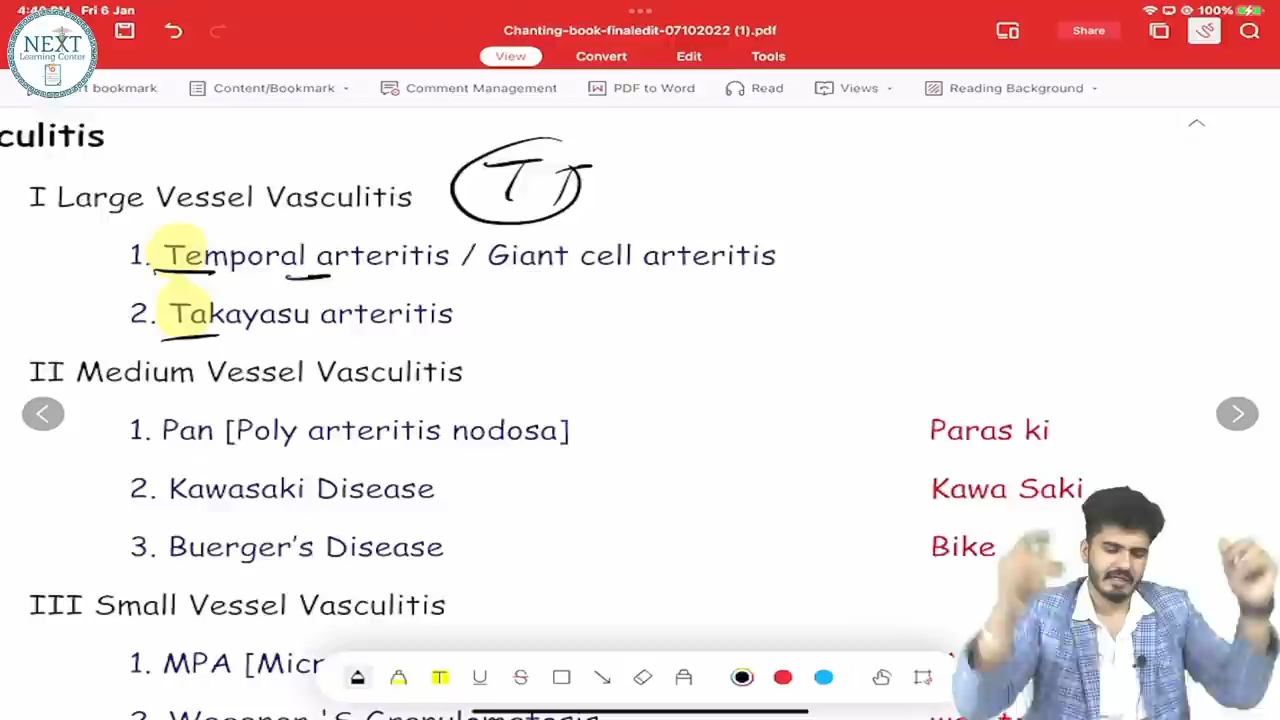 4:40 PM Fri 6 Jan
100%
Chanting-book-finaledit-07102022 (1).pdf
Share
View Convert Edit Tools
NEXT
Learning Center
bookmark
Content/Bookmark
Comment Management
PDF to Word
Read
Views
Reading Background
culitis
T T
I Large Vessel Vasculitis
1. Temporal arteritis / Giant cell arteritis
2. Takayasu arteritis
II Medium Vessel Vasculitis
1. Pan [Poly arteritis nodosa] Paras ki
2. Kawasaki Disease Kawa Saki
3. Buerger's Disease Bike
III Small Vessel Vasculitis
1. MPA [Micr